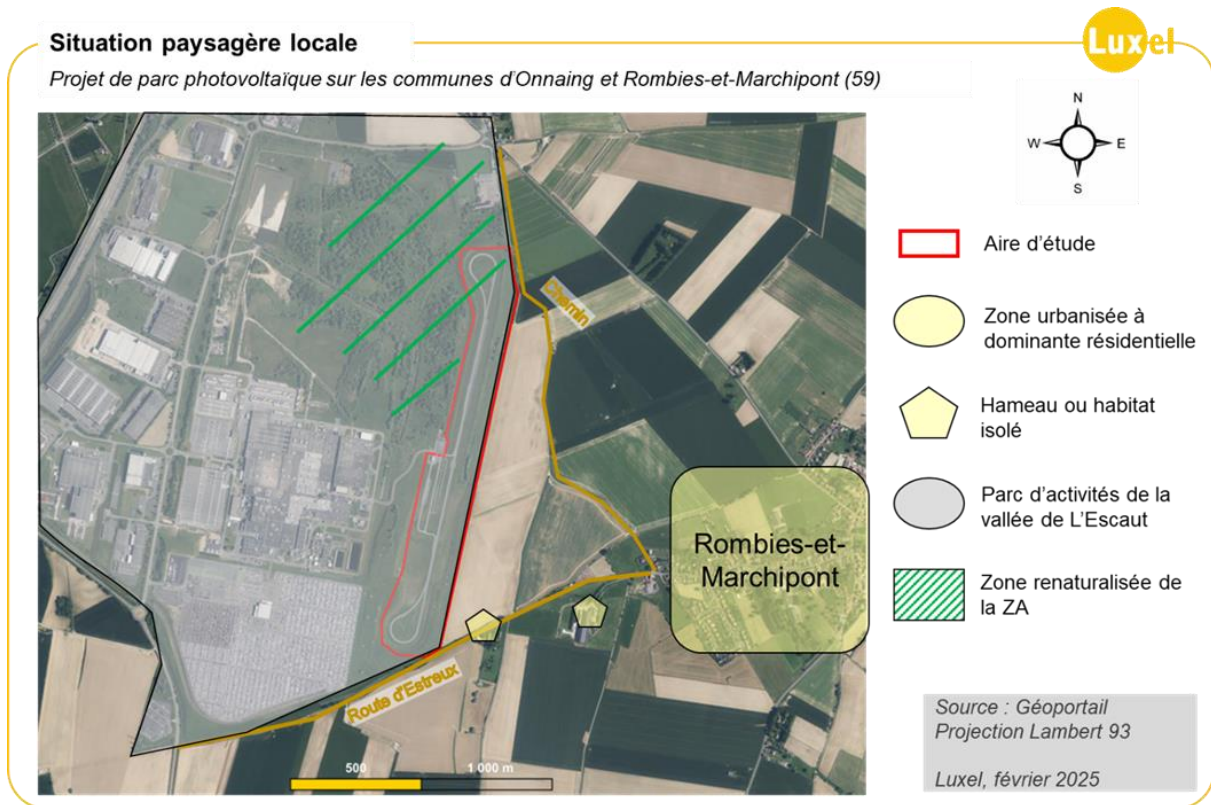 Situation paysagère locale
Luxel
Projet de parc photovoltaïque sur les communes d'Onnaing et Rombies-et-Marchipont (59)
N
W E
S
Aire d'étude
Chemin
Zone urbanisée à
dominante résidentielle
Hameau ou habitat
isolé
Parc d'activités de la
vallée de L'Escaut
Rombies-et-
Marchipont
Zone renaturalisée de
la ZA
Route d'Estreux
Source : Géoportail
Projection Lambert 93
Luxel, février 2025
500 1 000 m